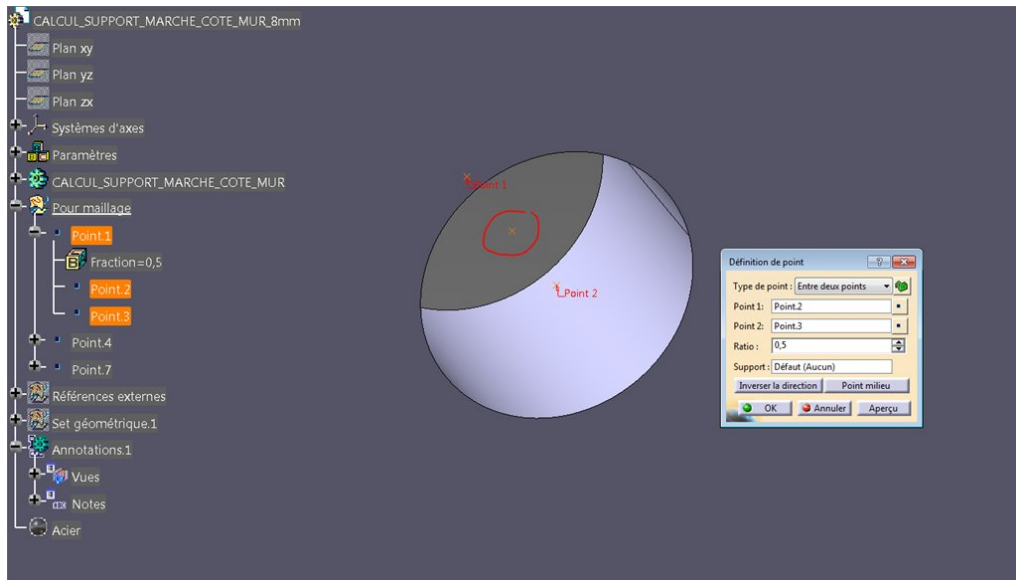 CALCUL_SUPPORT_MARCHE_COTE_MUR_8mm
Plan xy
Plan yz
Plan zx
Systèmes d'axes
Paramètres
CALCUL_SUPPORT_MARCHE_COTE_MUR
Pour maillage
Point.1
Fraction=0,5
Point.2
Point.3
Point.4
Point.7
Références externes
Set géométrique.1
Annotations.1
Vues
Notes
Acier
Point 1
Point 2
Définition de point
Type de point : Entre deux points
Point 1: Point.2
Point 2: Point.3
Ratio : 0,5
Support : Défaut (Aucun)
Inverser la direction Point milieu
OK Annuler Aperçu